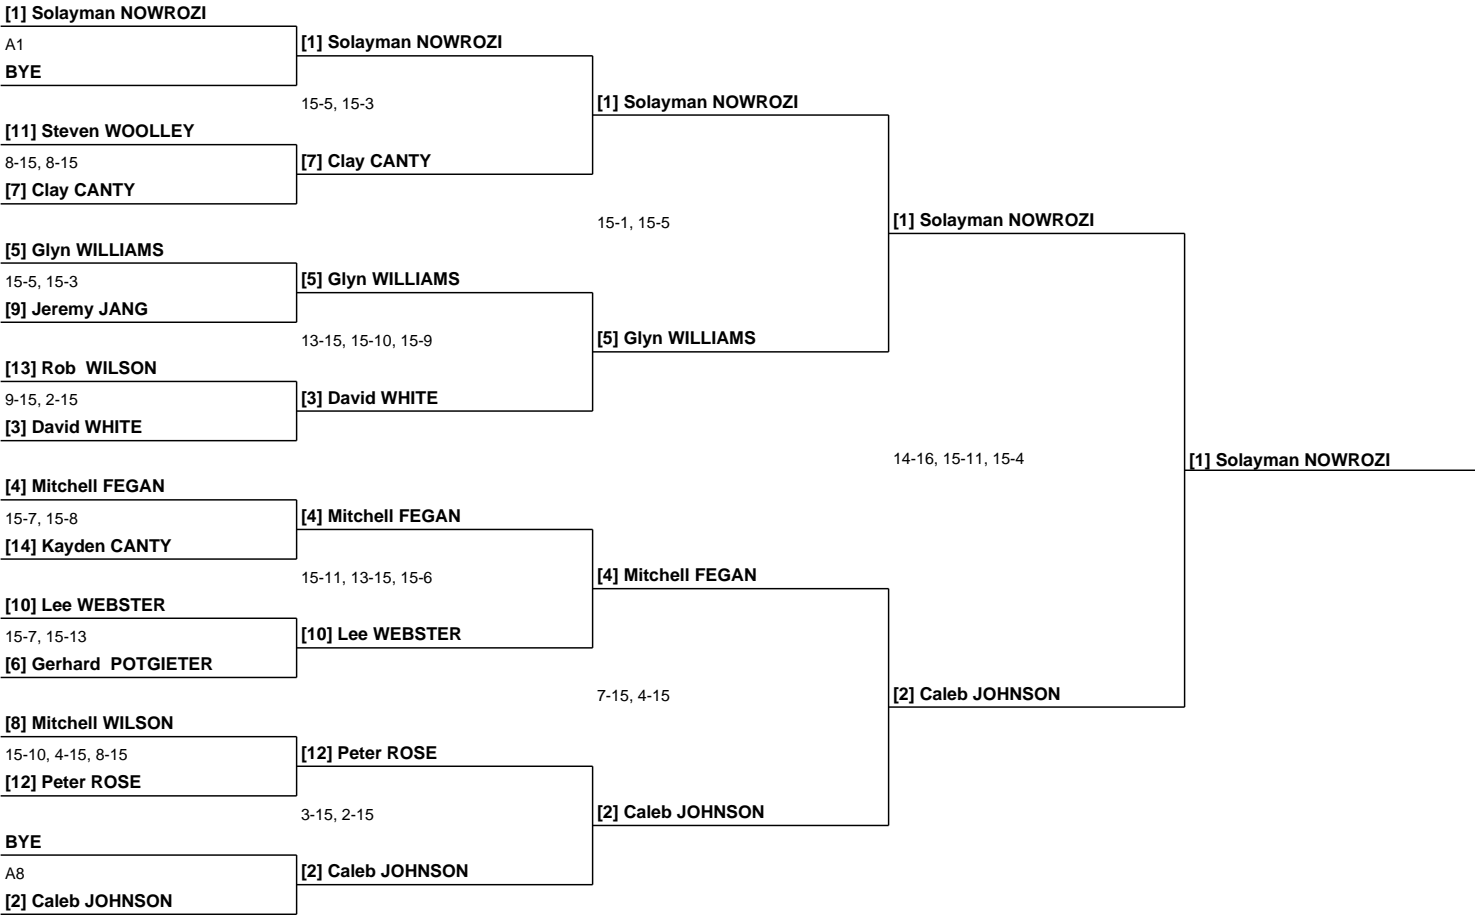 [1] Solayman NOWROZI
A1
BYE
[1] Solayman NOWROZI
15-5, 15-3
[11] Steven WOOLLEY
8-15, 8-15
[7] Clay CANTY
[7] Clay CANTY
[1] Solayman NOWROZI
15-1, 15-5
[5] Glyn WILLIAMS
15-5, 15-3
[9] Jeremy JANG
[5] Glyn WILLIAMS
13-15, 15-10, 15-9
[13] Rob  WILSON
9-15, 2-15
[3] David WHITE
[3] David WHITE
[5] Glyn WILLIAMS
[1] Solayman NOWROZI
14-16, 15-11, 15-4
[1] Solayman NOWROZI
[4] Mitchell FEGAN
15-7, 15-8
[14] Kayden CANTY
[4] Mitchell FEGAN
15-11, 13-15, 15-6
[10] Lee WEBSTER
15-7, 15-13
[6] Gerhard  POTGIETER
[10] Lee WEBSTER
[4] Mitchell FEGAN
7-15, 4-15
[2] Caleb JOHNSON
[8] Mitchell WILSON
15-10, 4-15, 8-15
[12] Peter ROSE
[12] Peter ROSE
3-15, 2-15
[2] Caleb JOHNSON
BYE
A8
[2] Caleb JOHNSON
[2] Caleb JOHNSON